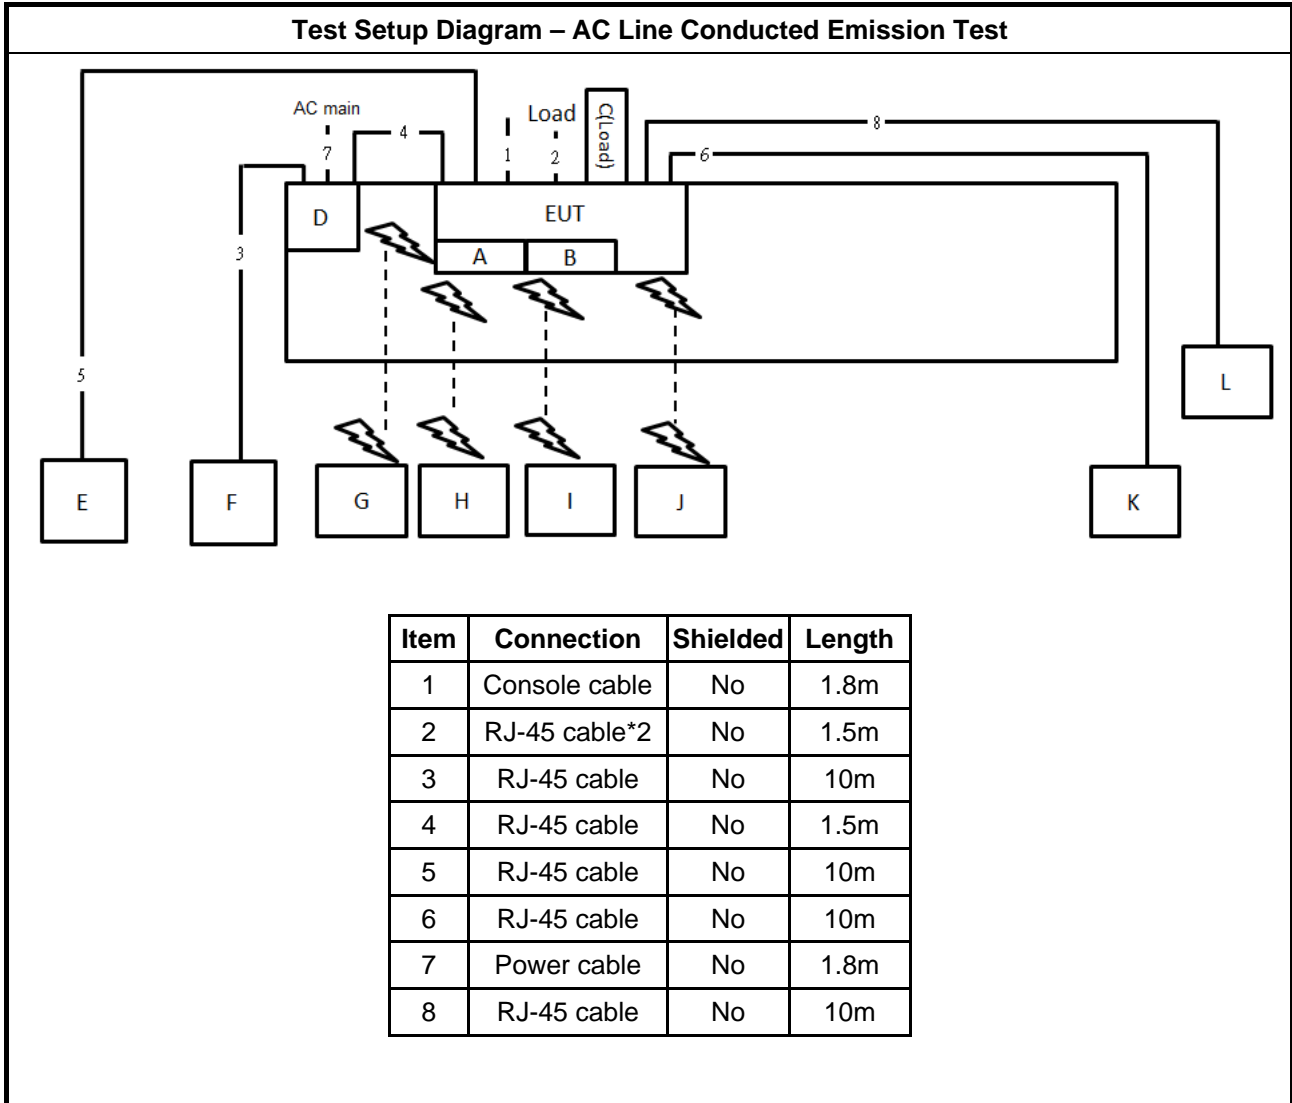 Test Setup Diagram – AC Line Conducted Emission Test
AC main
7
4
1
Load
2
C(Load)
8
6
D
EUT
A
B
3
5
L
E
F
G
H
I
J
K
Item Connection Shielded Length
1 Console cable No 1.8m
2 RJ-45 cable*2 No 1.5m
3 RJ-45 cable No 10m
4 RJ-45 cable No 1.5m
5 RJ-45 cable No 10m
6 RJ-45 cable No 10m
7 Power cable No 1.8m
8 RJ-45 cable No 10m